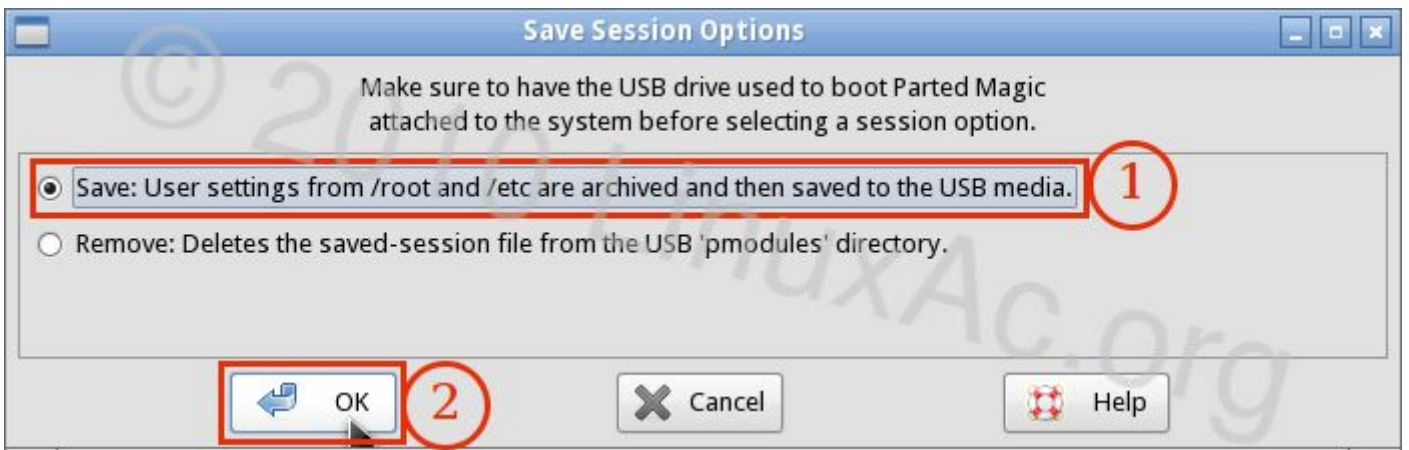 Save Session Options
Make sure to have the USB drive used to boot Parted Magic
attached to the system before selecting a session option.
Save: User settings from /root and /etc are archived and then saved to the USB media.
1
Remove: Deletes the saved-session file from the USB 'pmodules' directory.
OK
2
Cancel
Help
© 2010 LinuxAc.org